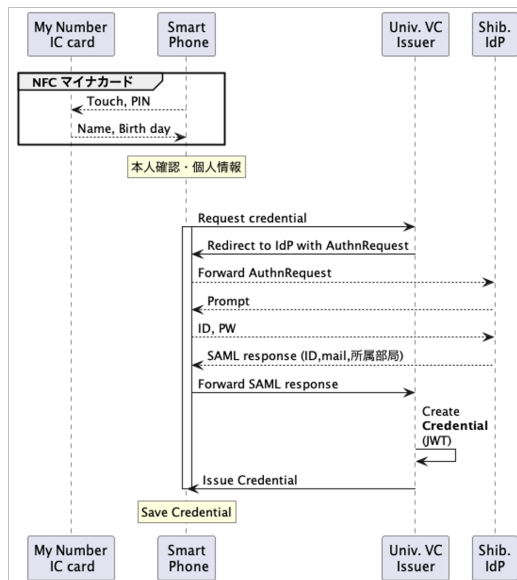 My Number
IC card
Smart
Phone
Univ. VC
Issuer
Shib.
IdP
NFC マイナカード
Touch, PIN
Name, Birth day
本人確認・個人情報
Request credential
Redirect to IdP with AuthnRequest
Forward AuthnRequest
Prompt
ID, PW
SAML response (ID,mail,所属部局)
Forward SAML response
Create
Credential
(JWT)
Issue Credential
Save Credential
My Number
IC card
Smart
Phone
Univ. VC
Issuer
Shib.
IdP